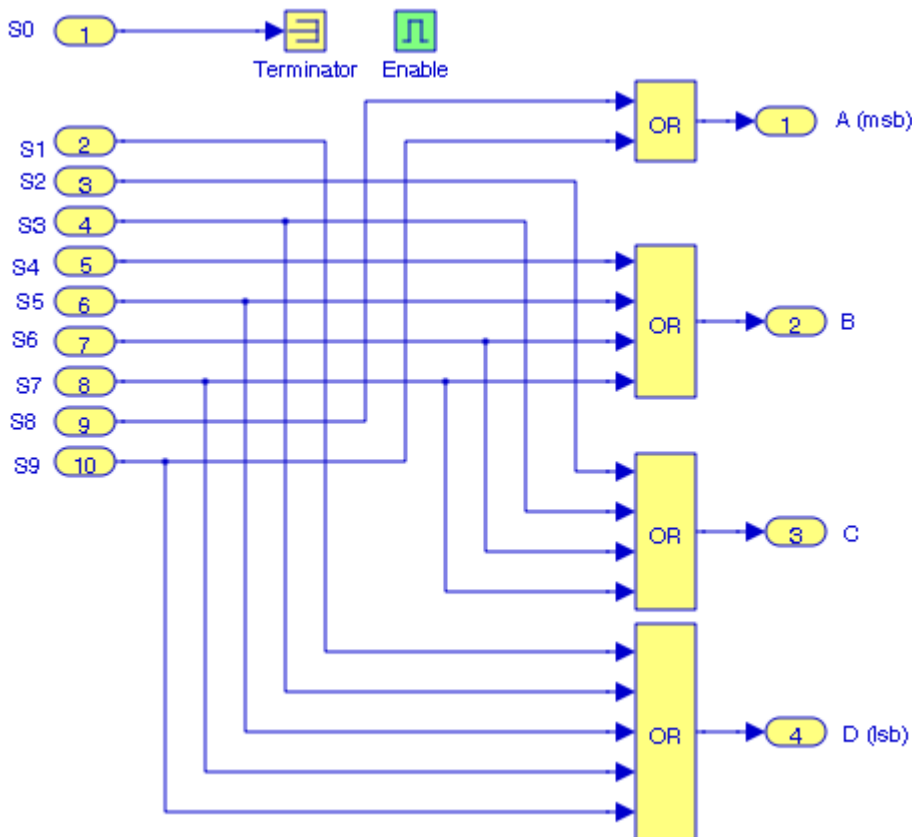 S0 1
Terminator Enable
OR 1 A (msb)
S1 2
S2 3
S3 4
S4 5
S5 6
OR 2 B
S6 7
S7 8
S8 9
S9 10
OR 3 C
OR 4 D (lsb)